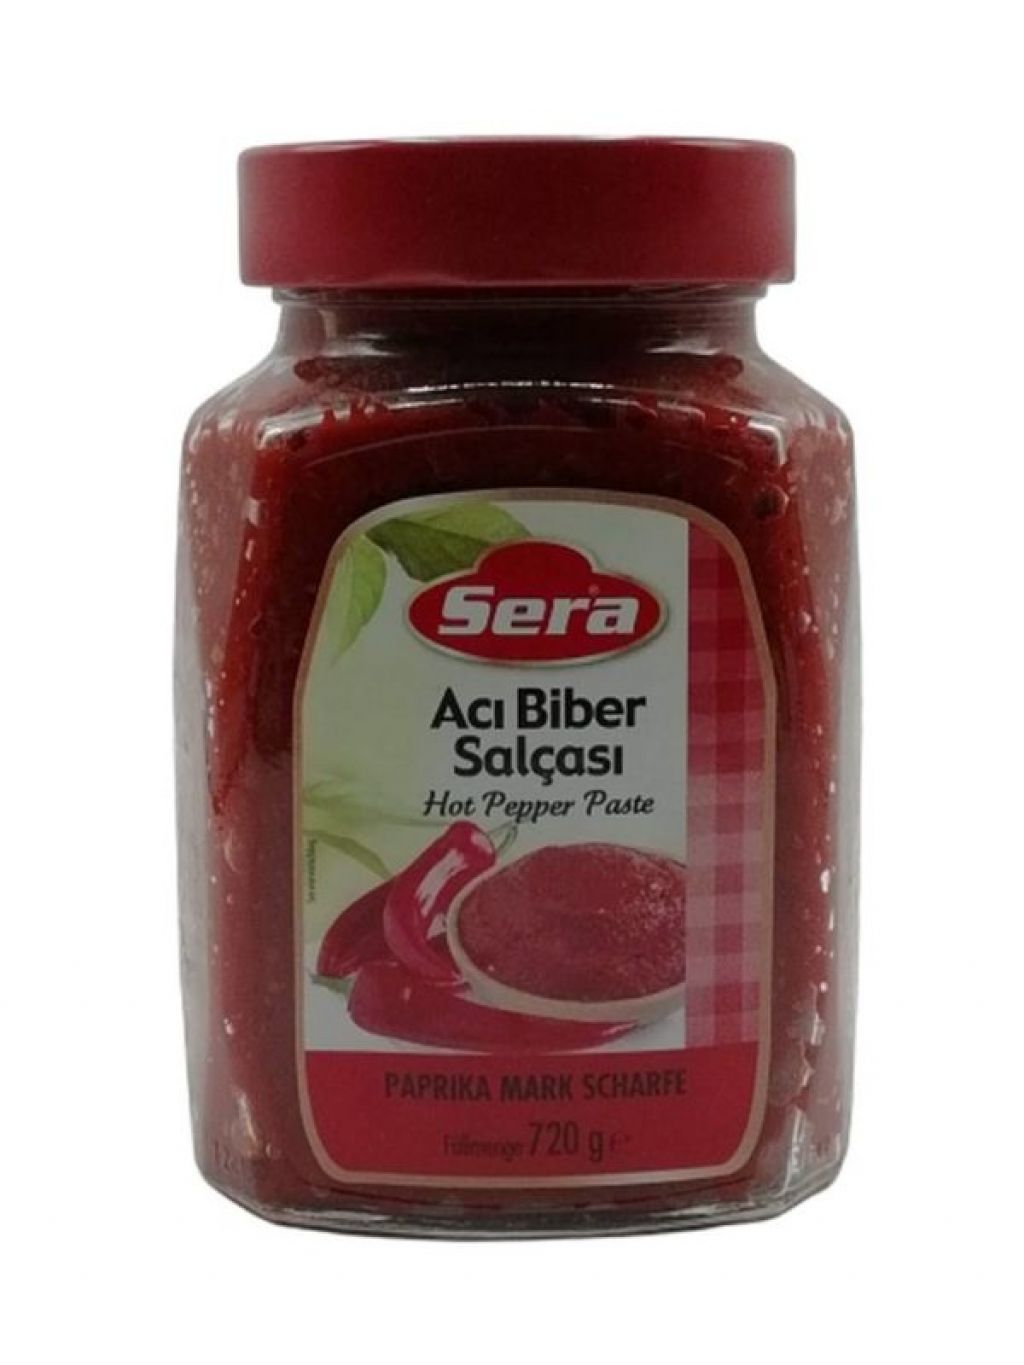 Sera
Acı Biber
Salçası
Hot Pepper Paste
PAPRIKA MARK SCHARFE
Füllmenge 720 g e